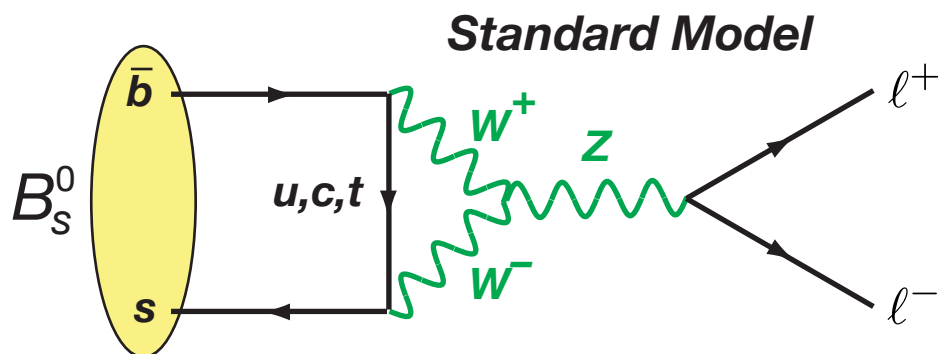 Standard Model
b̄
ℓ⁺
W⁺
Z
B⁰ₛ
u,c,t
W⁻
s
ℓ⁻